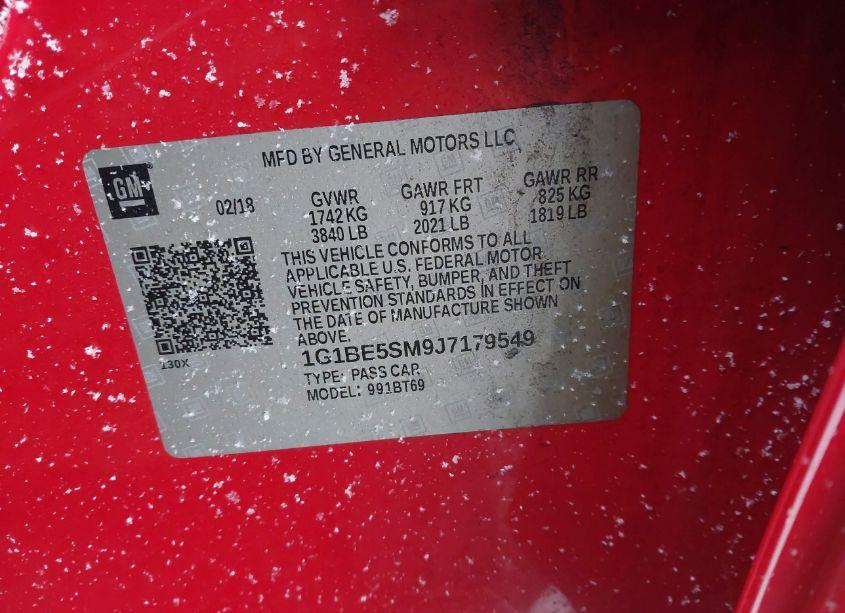 MFD BY GENERAL MOTORS LLC
GM
02/18
GVWR
1742 KG
3840 LB
GAWR FRT
917 KG
2021 LB
GAWR RR
825 KG
1819 LB
THIS VEHICLE CONFORMS TO ALL
APPLICABLE U.S. FEDERAL MOTOR
VEHICLE SAFETY, BUMPER, AND THEFT
PREVENTION STANDARDS IN EFFECT ON
THE DATE OF MANUFACTURE SHOWN
ABOVE.
130X
1G1BE5SM9J7179549
TYPE: PASS CAR
MODEL: 991BT69